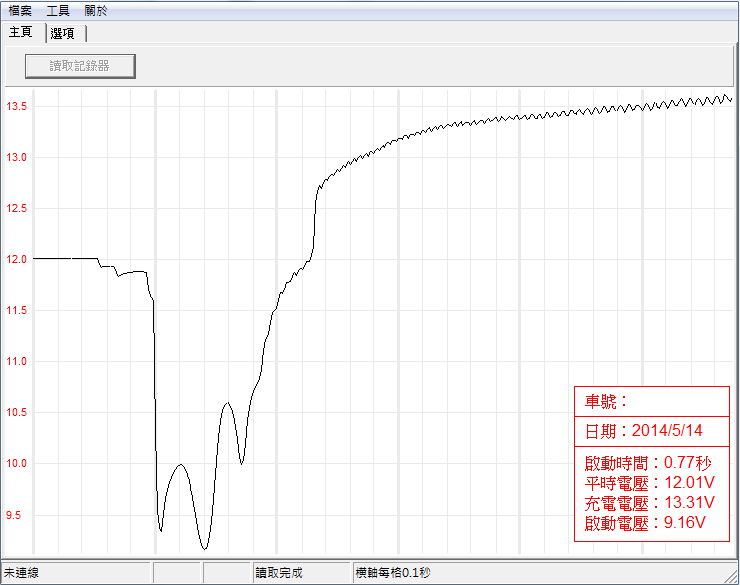 檔案 工具 關於
主頁 選項
讀取記錄器
13.5
13.0
12.5
12.0
11.5
11.0
10.5
10.0
9.5
車號：
日期：2014/5/14
啟動時間：0.77秒
平時電壓：12.01V
充電電壓：13.31V
啟動電壓：9.16V
未連線 讀取完成 橫軸每格0.1秒